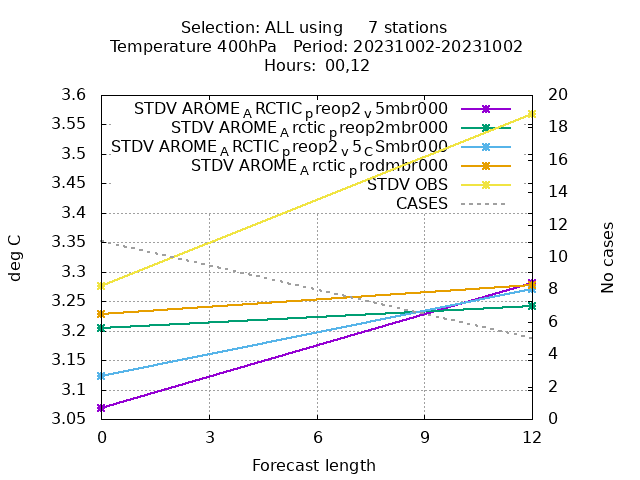 Selection: ALL using 7 stations
Temperature 400hPa Period: 20231002-20231002
Hours: 00,12
3.6
3.55
3.5
3.45
3.4
3.35
3.3
3.25
3.2
3.15
3.1
3.05
deg C
STDV AROME_ARCTIC_preop2_v5mbr000
STDV AROME_Arctic_preop2mbr000
STDV AROME_ARCTIC_preop2_v5_CSmbr000
STDV AROME_Arctic_prodmbr000
STDV OBS
CASES
20
18
16
14
12
10
8
6
4
2
0
No cases
0 3 6 9 12
Forecast length